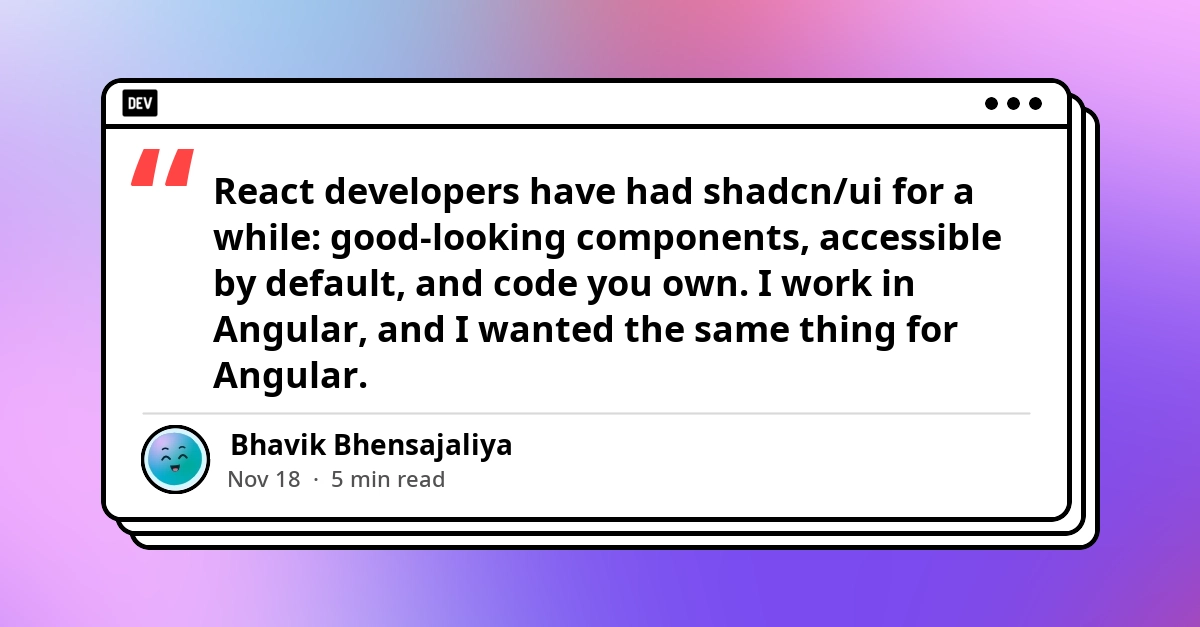 DEV
React developers have had shadcn/ui for a
while: good-looking components, accessible
by default, and code you own. I work in
Angular, and I wanted the same thing for
Angular.
Bhavik Bhensajaliya
Nov 18 · 5 min read